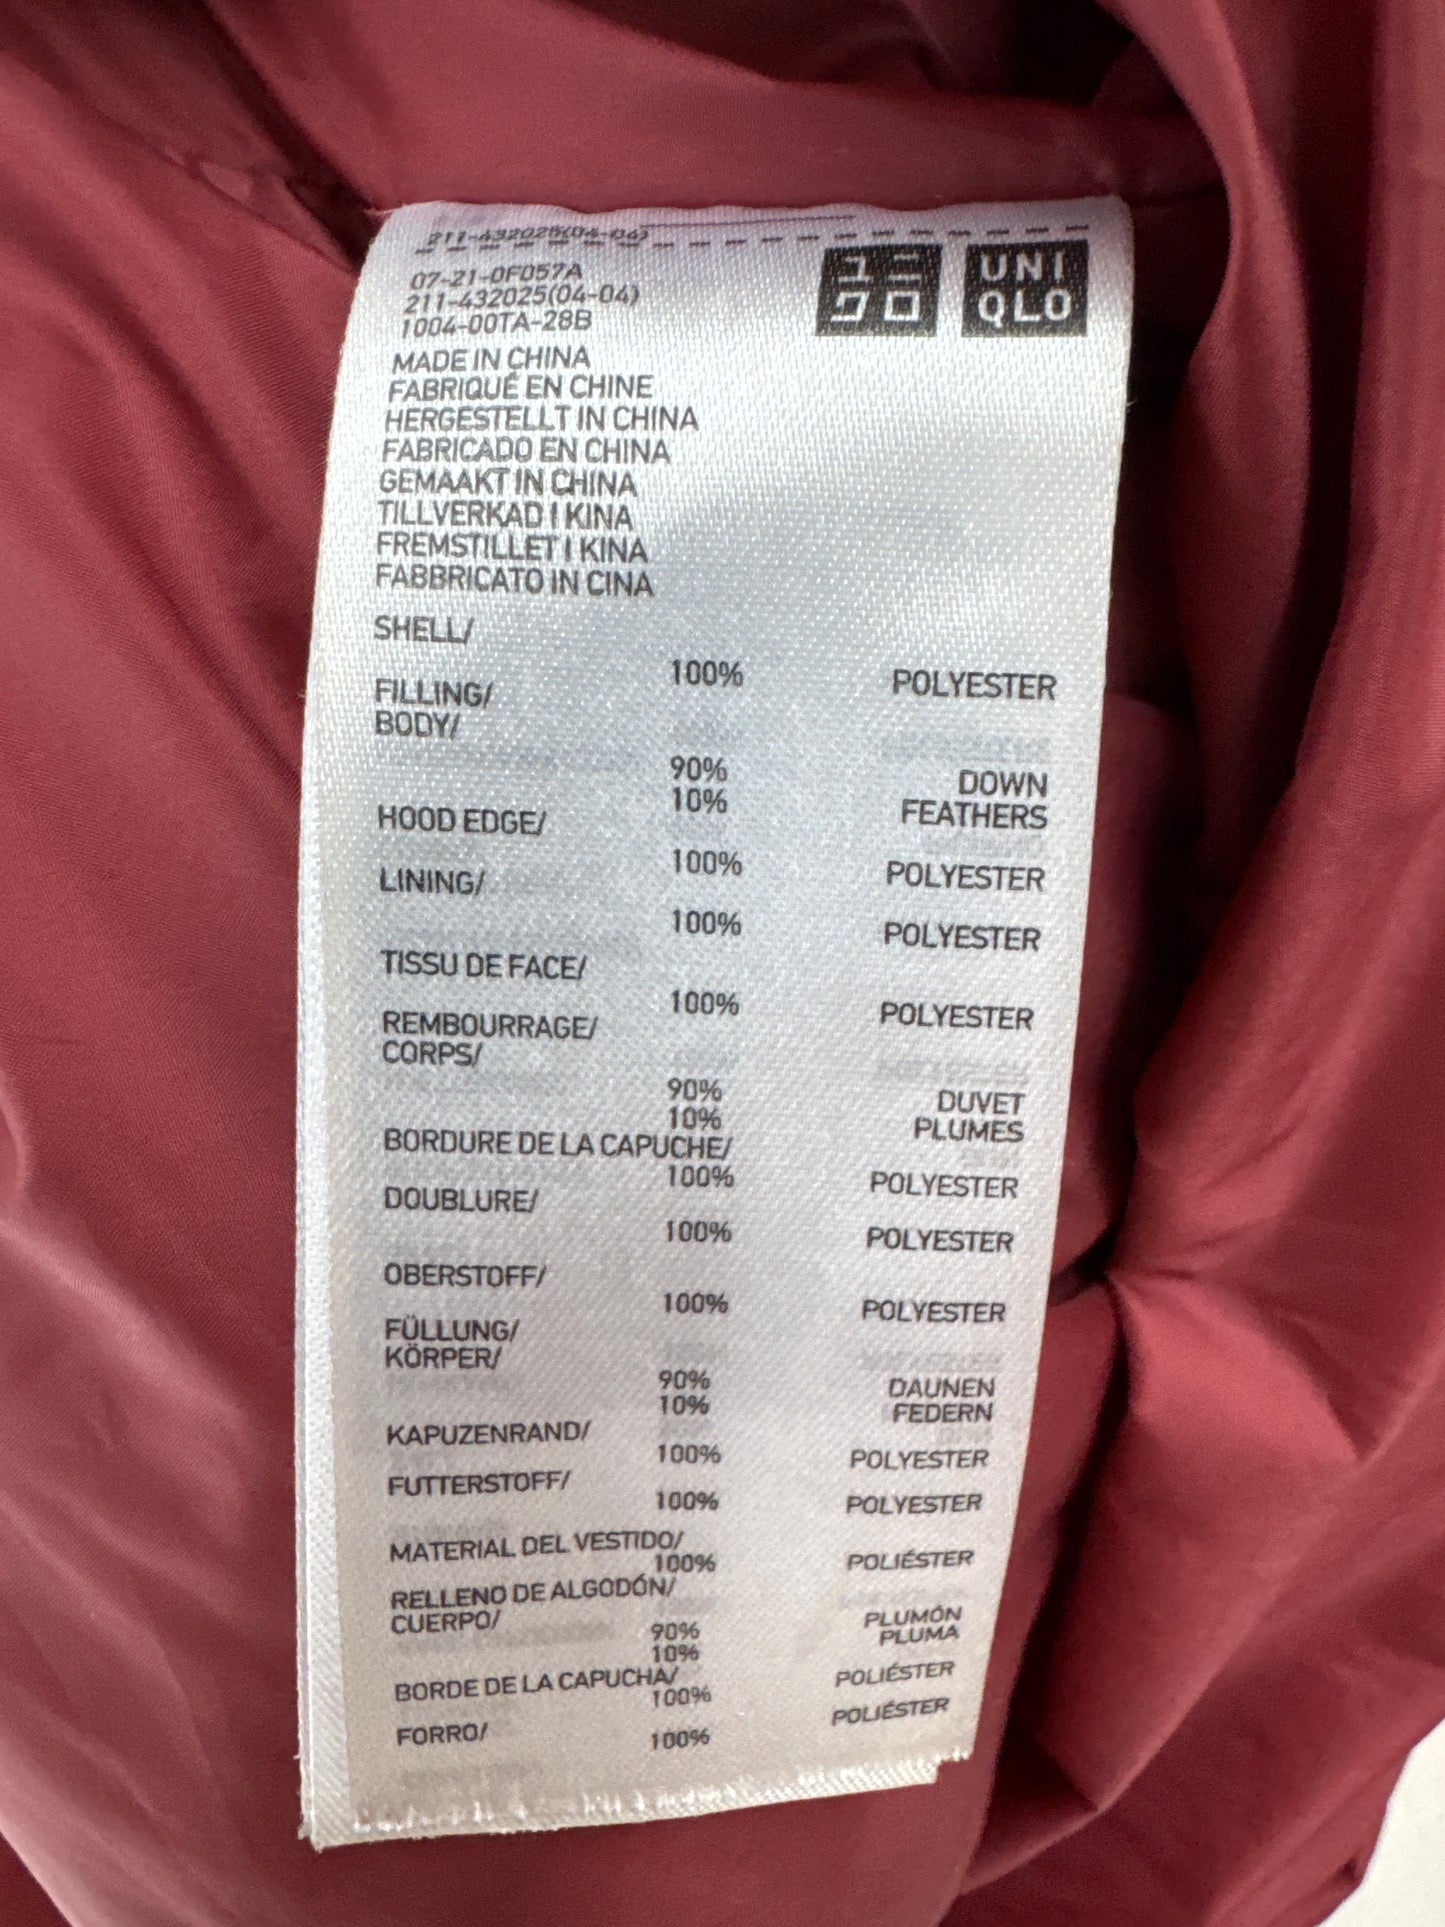 211-432025(04-04)
07-21-0F057A
211-432025(04-04)
1004-00TA-28B
ユニ
クロ
UNI
QLO
MADE IN CHINA
FABRIQUÉ EN CHINE
HERGESTELLT IN CHINA
FABRICADO EN CHINA
GEMAAKT IN CHINA
TILLVERKAD I KINA
FREMSTILLET I KINA
FABBRICATO IN CINA
SHELL/
100% POLYESTER
FILLING/
BODY/
90% DOWN
10% FEATHERS
HOOD EDGE/
100% POLYESTER
LINING/
100% POLYESTER
TISSU DE FACE/
100% POLYESTER
REMBOURRAGE/
CORPS/
90% DUVET
10% PLUMES
BORDURE DE LA CAPUCHE/
100% POLYESTER
DOUBLURE/
100% POLYESTER
OBERSTOFF/
100% POLYESTER
FÜLLUNG/
KÖRPER/
90% DAUNEN
10% FEDERN
KAPUZENRAND/
100% POLYESTER
FUTTERSTOFF/
100% POLYESTER
MATERIAL DEL VESTIDO/
100% POLIÉSTER
RELLENO DE ALGODÓN/
CUERPO/
90% PLUMÓN
10% PLUMA
BORDE DE LA CAPUCHA/
100% POLIÉSTER
FORRO/
100% POLIÉSTER